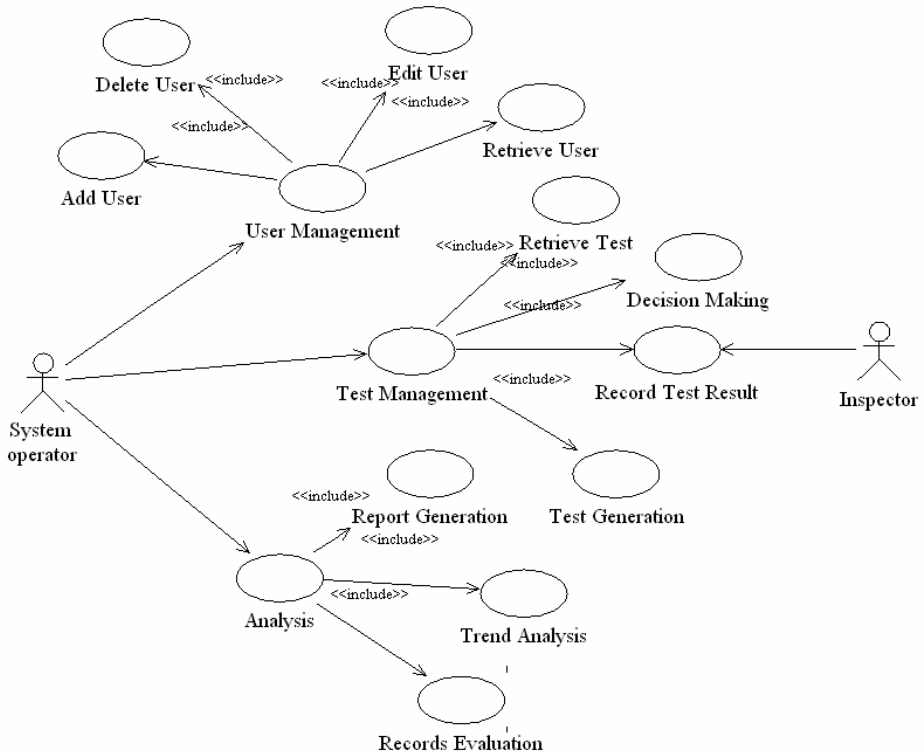 Delete User
<<include>>
<<include>>
Edit User
<<include>>
<<include>>
Retrieve User
Add User
User Management
<<include>>
Retrieve Test
<<include>>
<<include>>
Decision Making
Test Management
<<include>>
Record Test Result
Inspector
System
operator
<<include>>
Report Generation
Test Generation
<<include>>
<<include>>
Analysis
Trend Analysis
Records Evaluation